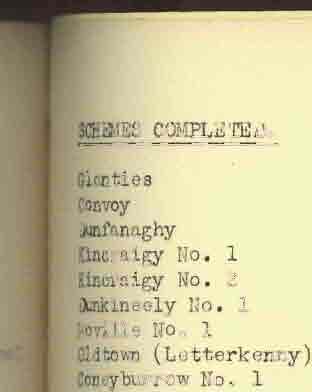 SCHEMES COMPLETED.
Glenties
Convoy
Dunfanaghy
Kincraigy No. 1
Kincraigy No. 2
Dunkineely No. 1
No. 1
Oldtown (Letterkenny)
Coneyburrow No. 1